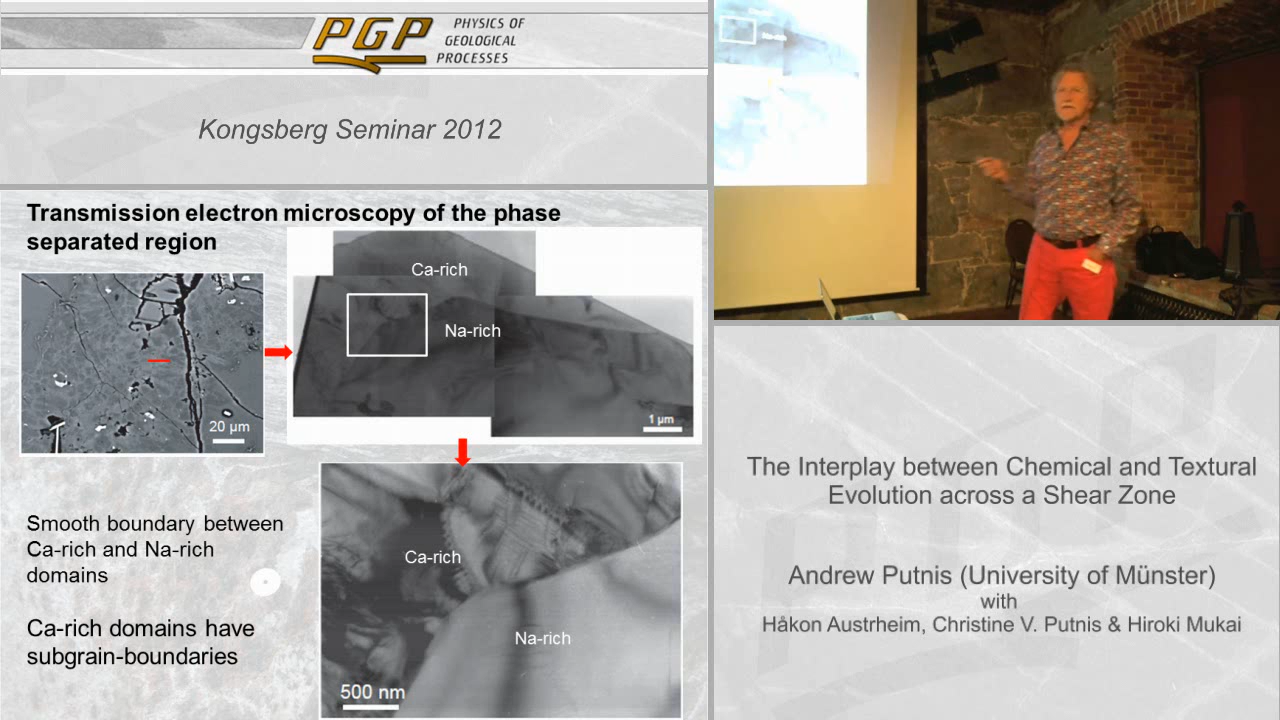 PGP
PHYSICS OF
GEOLOGICAL
PROCESSES
Kongsberg Seminar 2012
Transmission electron microscopy of the phase
separated region
20 µm
Ca-rich
Na-rich
1 µm
Smooth boundary between
Ca-rich and Na-rich
domains
Ca-rich domains have
subgrain-boundaries
Ca-rich
Na-rich
500 nm
The Interplay between Chemical and Textural
Evolution across a Shear Zone
Andrew Putnis (University of Münster)
with
Håkon Austrheim, Christine V. Putnis & Hiroki Mukai